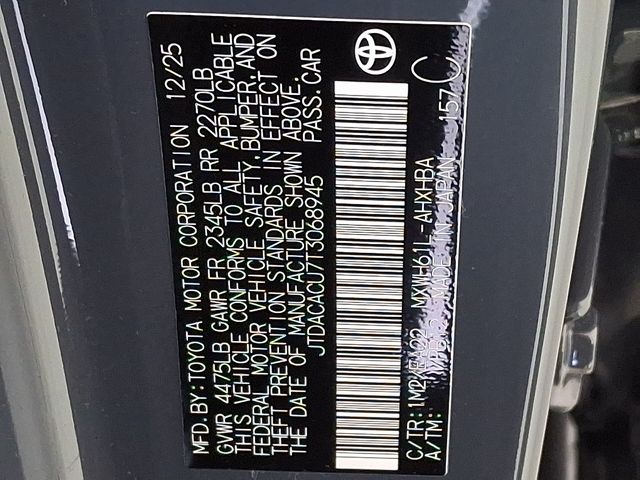 MFD.BY:TOYOTA MOTOR CORPORATION 12/25
GVWR 4475LB GAWR FR 2345LB RR 2270LB
THIS VEHICLE CONFORMS TO ALL APPLICABLE
FEDERAL MOTOR VEHICLE SAFETY,BUMPER,AND
THEFT PREVENTION STANDARDS IN EFFECT ON
THE DATE OF MANUFACTURE SHOWN ABOVE.
JTDACACU7T3068945 PASS.CAR
C/TR: MXWH61L-AHXHBA
A/TM: MADE IN JAPAN 157 C